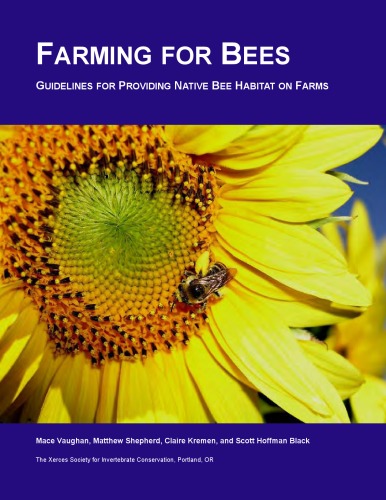 FARMING FOR BEES
GUIDELINES FOR PROVIDING NATIVE BEE HABITAT ON FARMS
Mace Vaughan, Matthew Shepherd, Claire Kremen, and Scott Hoffman Black
The Xerces Society for Invertebrate Conservation, Portland, OR